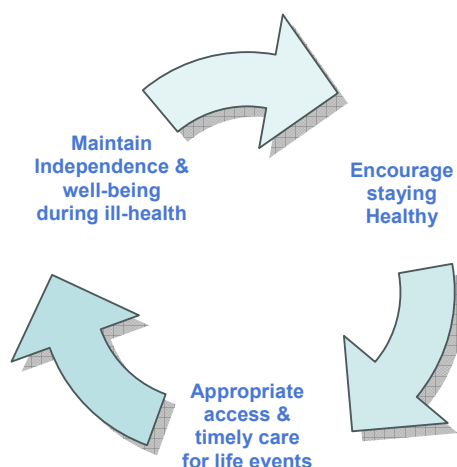 Maintain
Independence &
well-being
during ill-health
Encourage
staying
Healthy
Appropriate
access &
timely care
for life events